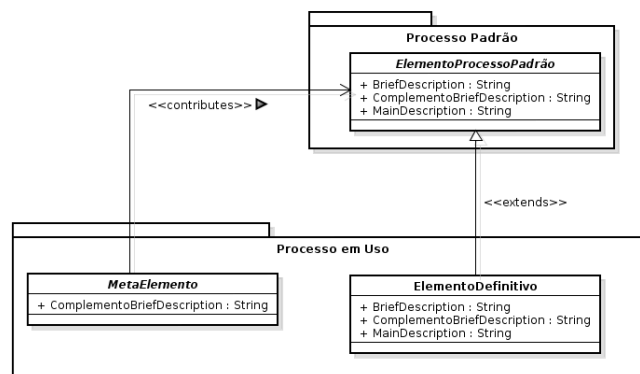 Processo Padrão
ElementoProcessoPadrão
+ BriefDescription : String
+ ComplementoBriefDescription : String
+ MainDescription : String
<<contributes>>
<<extends>>
Processo em Uso
MetaElemento
+ ComplementoBriefDescription : String
ElementoDefinitivo
+ BriefDescription : String
+ ComplementoBriefDescription : String
+ MainDescription : String